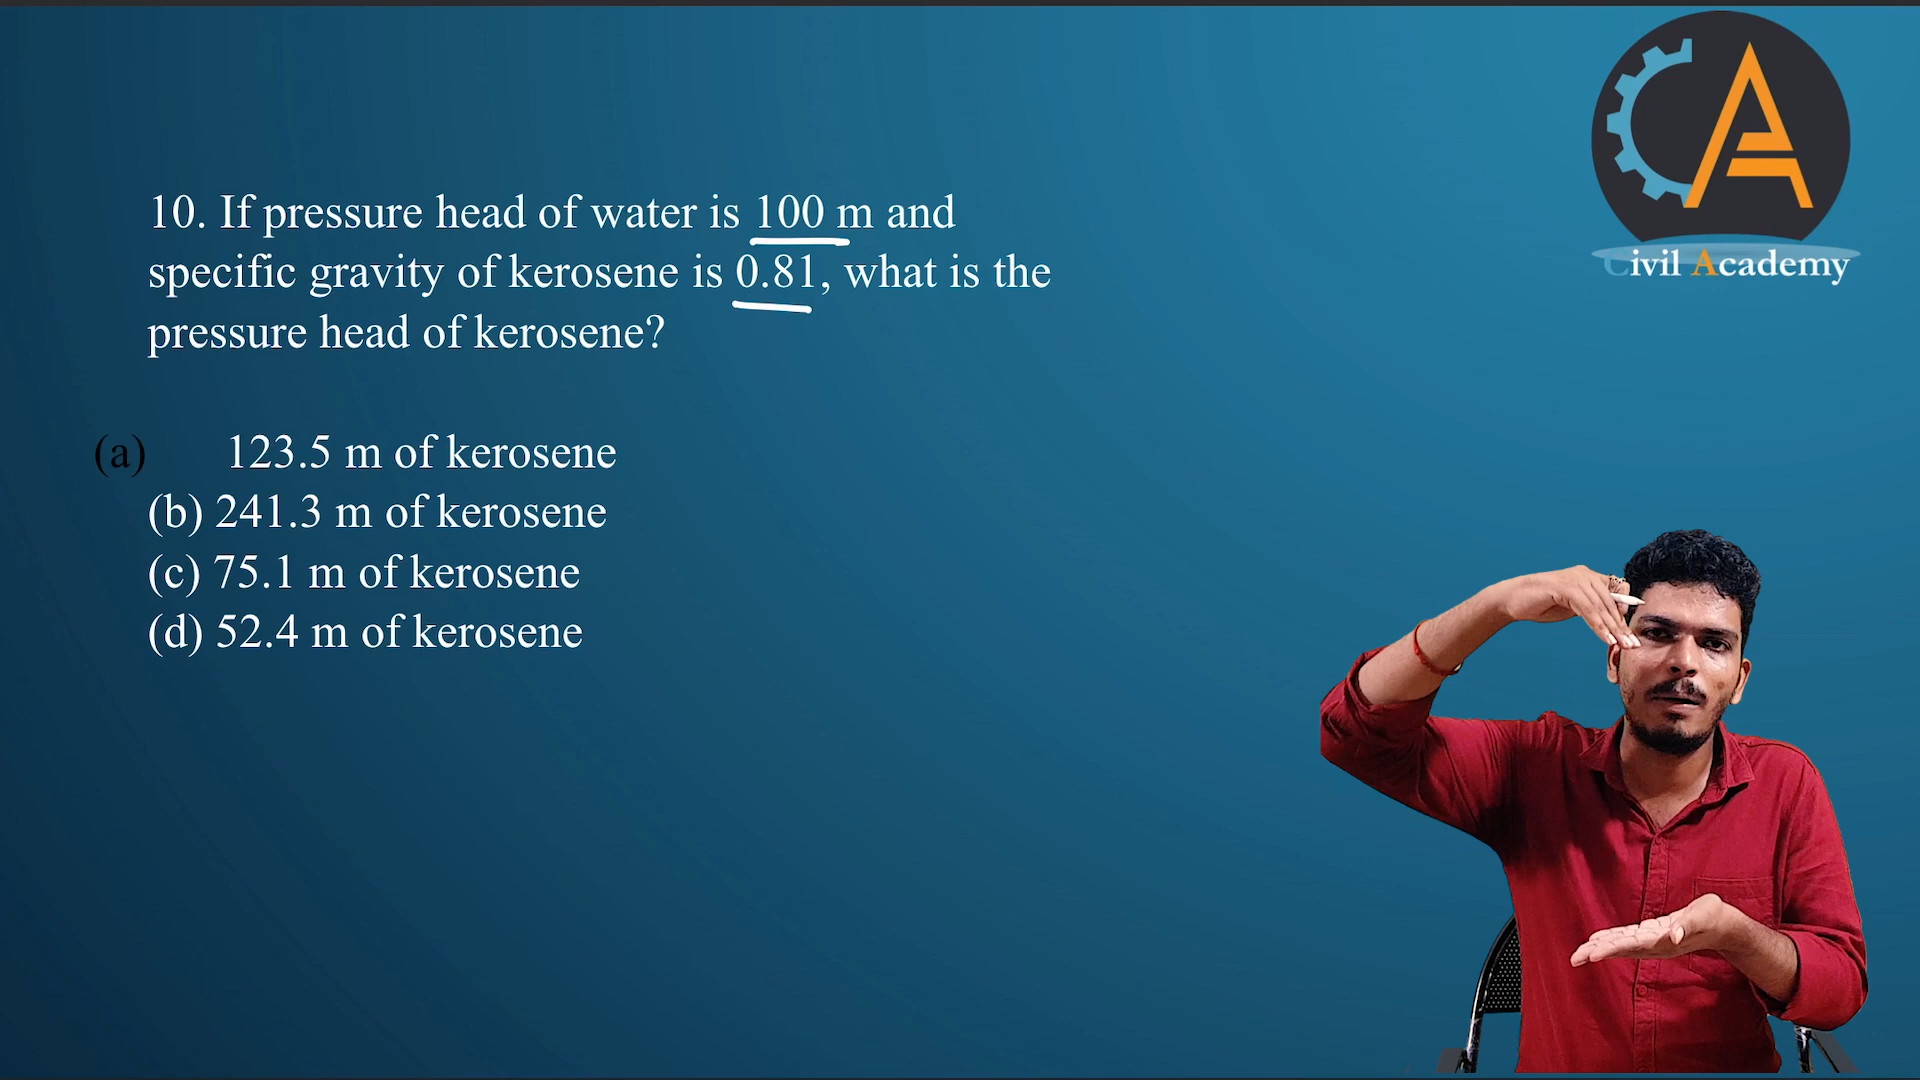 10. If pressure head of water is 100 m and
specific gravity of kerosene is 0.81, what is the
pressure head of kerosene?
(a) 123.5 m of kerosene
(b) 241.3 m of kerosene
(c) 75.1 m of kerosene
(d) 52.4 m of kerosene
CA
Civil Academy